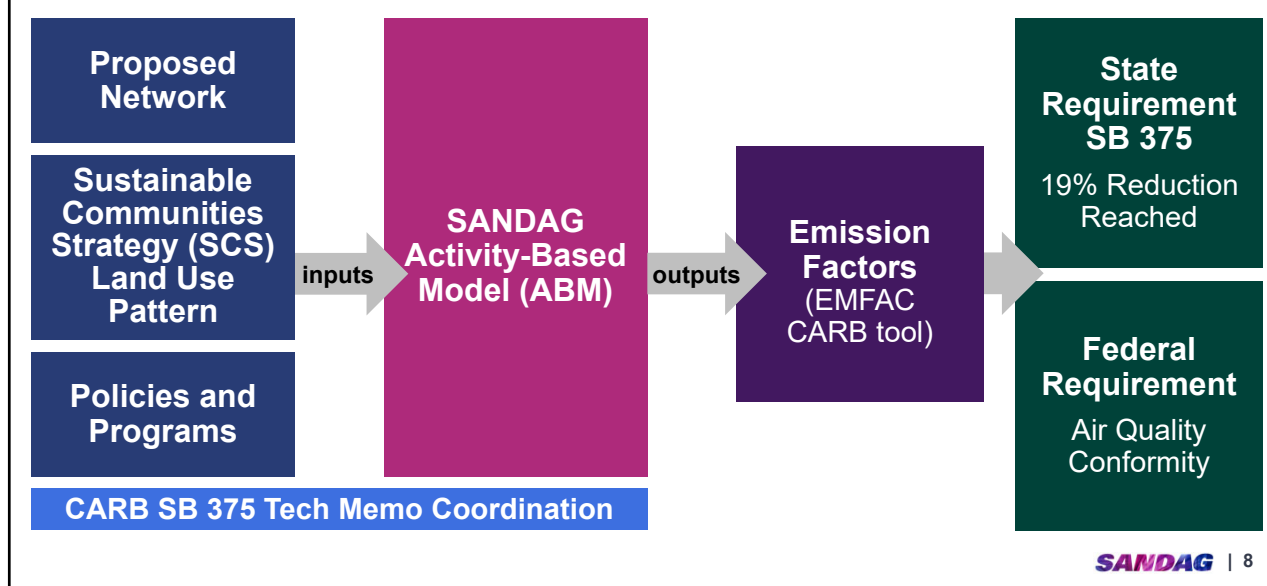 Proposed
Network
Sustainable
Communities
Strategy (SCS)
Land Use
Pattern
Policies and
Programs
inputs
SANDAG
Activity-Based
Model (ABM)
outputs
Emission
Factors
(EMFAC
CARB tool)
State
Requirement
SB 375
19% Reduction
Reached
Federal
Requirement
Air Quality
Conformity
CARB SB 375 Tech Memo Coordination
SANDAG | 8